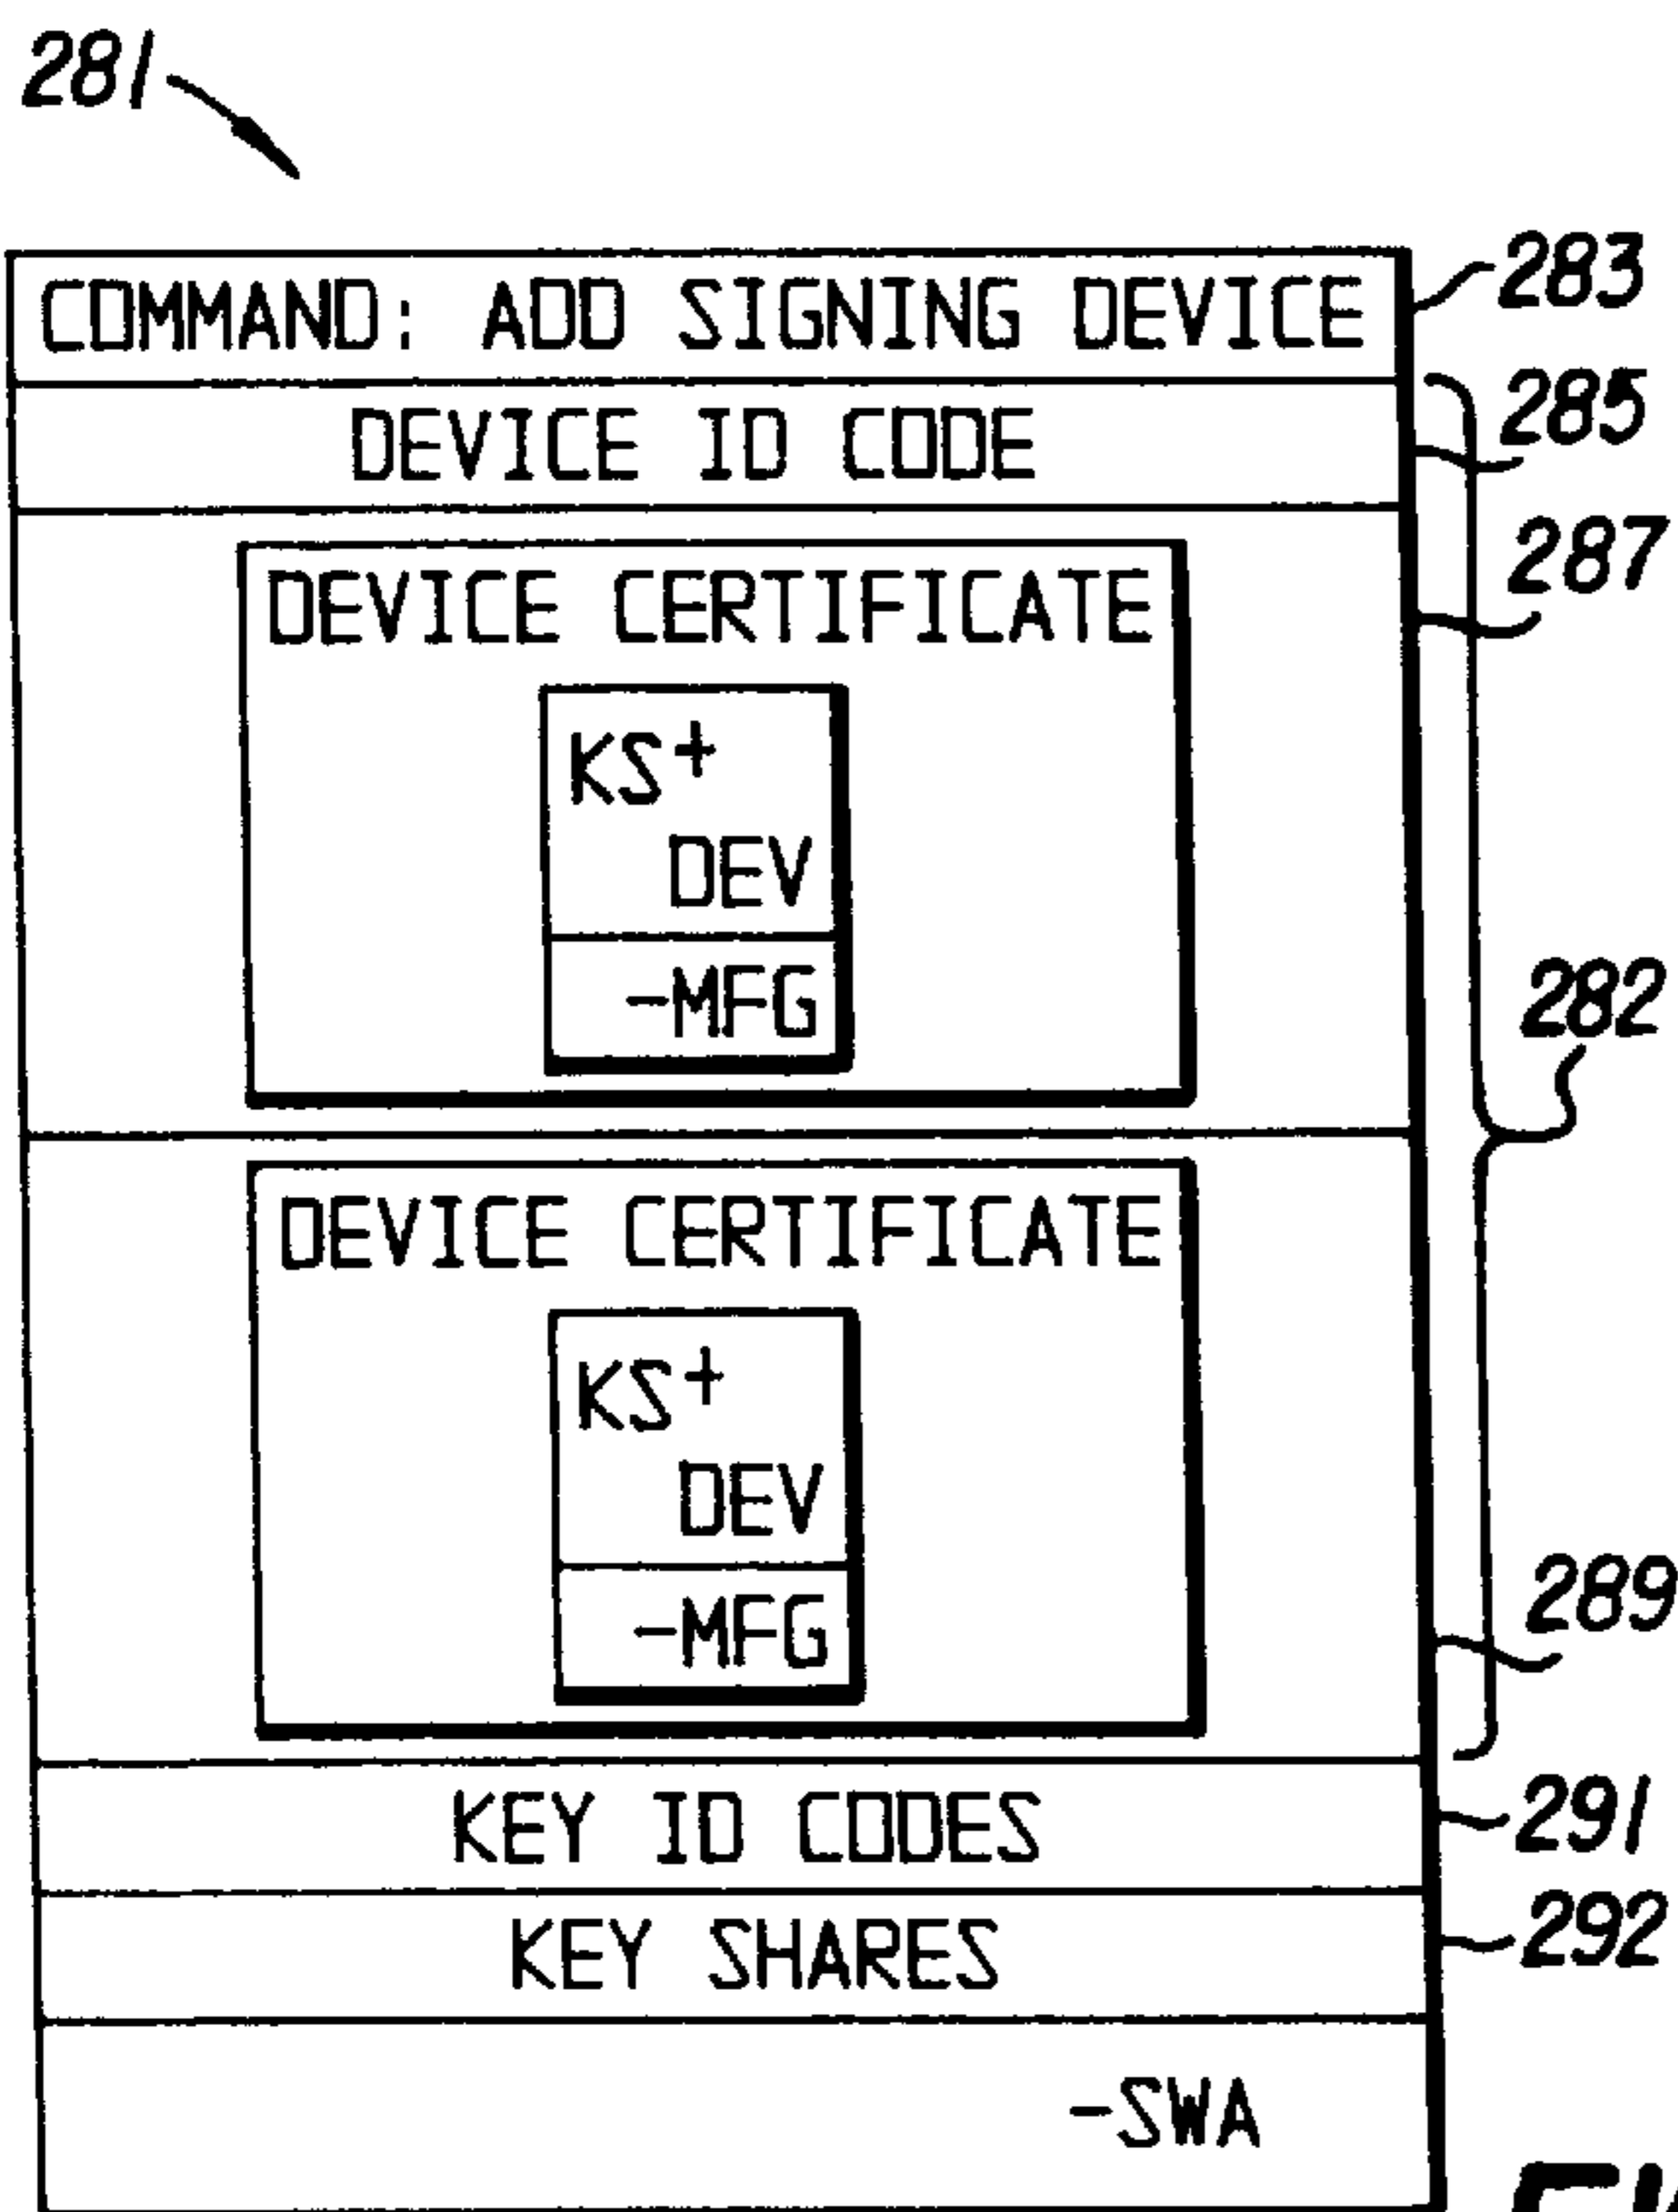 281
COMMAND: ADD SIGNING DEVICE 283
DEVICE ID CODE 285
287
DEVICE CERTIFICATE
KS+
DEV
-MFG 282
DEVICE CERTIFICATE
KS+
DEV
-MFG 289
KEY ID CODES 291
KEY SHARES 292
-SWA